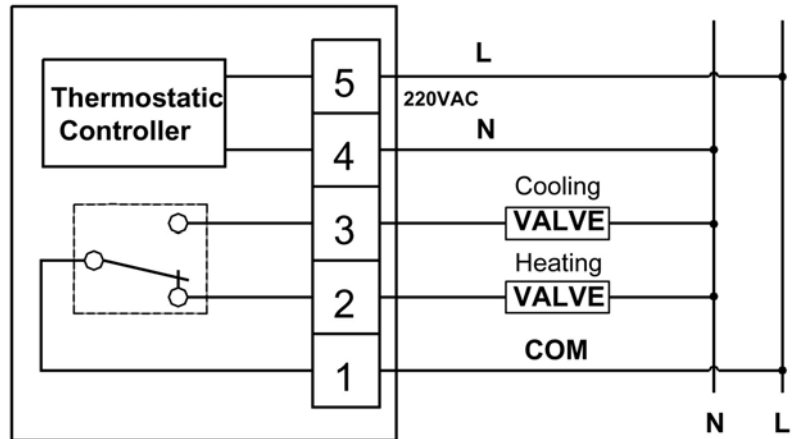 Thermostatic
Controller
5
L
220VAC
4
N
3
Cooling
VALVE
2
Heating
VALVE
1
COM
N L